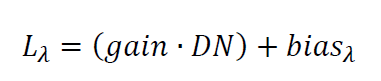 L_λ = (gain · DN) + bias_λ